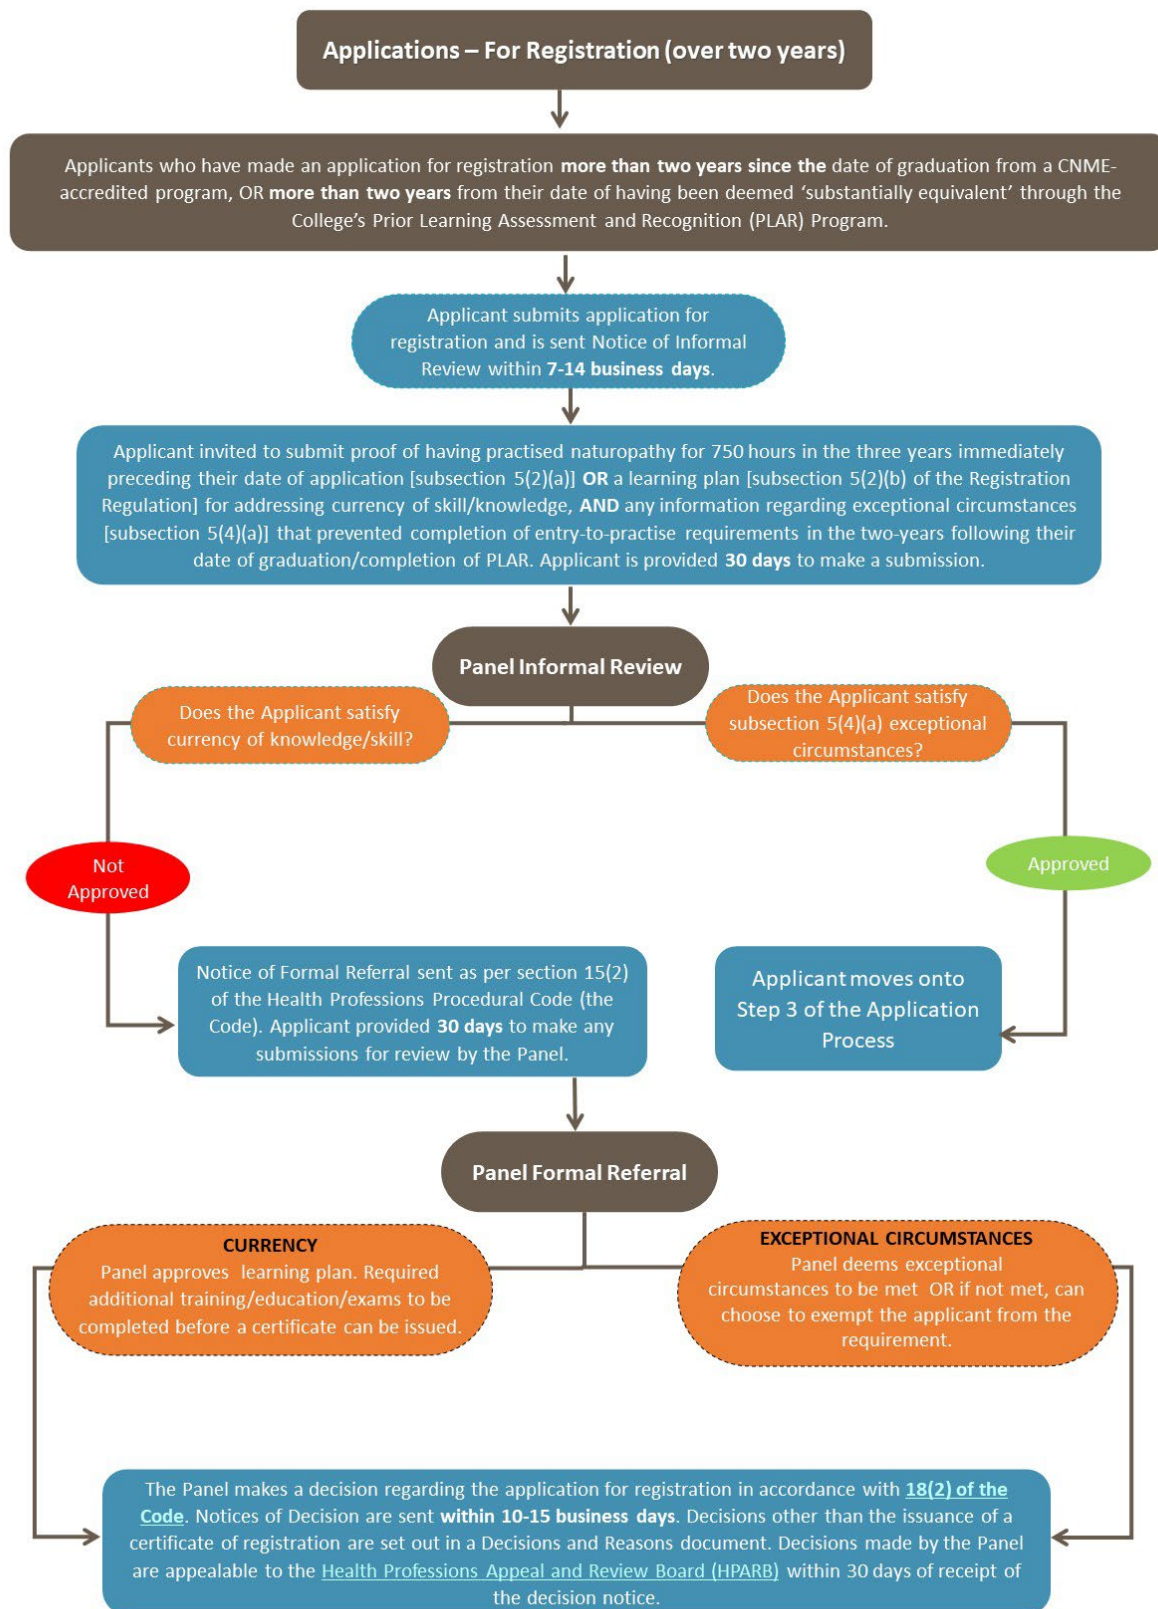 Applications – For Registration (over two years)
Applicants who have made an application for registration more than two years since the date of graduation from a CNME-
accredited program, OR more than two years from their date of having been deemed ‘substantially equivalent’ through the
College’s Prior Learning Assessment and Recognition (PLAR) Program.
Applicant submits application for
registration and is sent Notice of Informal
Review within 7-14 business days.
Applicant invited to submit proof of having practised naturopathy for 750 hours in the three years immediately
preceding their date of application [subsection 5(2)(a)] OR a learning plan [subsection 5(2)(b) of the Registration
Regulation] for addressing currency of skill/knowledge, AND any information regarding exceptional circumstances
[subsection 5(4)(a)] that prevented completion of entry-to-practise requirements in the two-years following their
date of graduation/completion of PLAR. Applicant is provided 30 days to make a submission.
Panel Informal Review
Does the Applicant satisfy
currency of knowledge/skill?
Does the Applicant satisfy
subsection 5(4)(a) exceptional
circumstances?
Not
Approved
Approved
Notice of Formal Referral sent as per section 15(2)
of the Health Professions Procedural Code (the
Code). Applicant provided 30 days to make any
submissions for review by the Panel.
Applicant moves onto
Step 3 of the Application
Process
Panel Formal Referral
CURRENCY
Panel approves learning plan. Required
additional training/education/exams to be
completed before a certificate can be issued.
EXCEPTIONAL CIRCUMSTANCES
Panel deems exceptional
circumstances to be met OR if not met, can
choose to exempt the applicant from the
requirement.
The Panel makes a decision regarding the application for registration in accordance with 18(2) of the
Code. Notices of Decision are sent within 10-15 business days. Decisions other than the issuance of a
certificate of registration are set out in a Decisions and Reasons document. Decisions made by the Panel
are appealable to the Health Professions Appeal and Review Board (HPARB) within 30 days of receipt of
the decision notice.